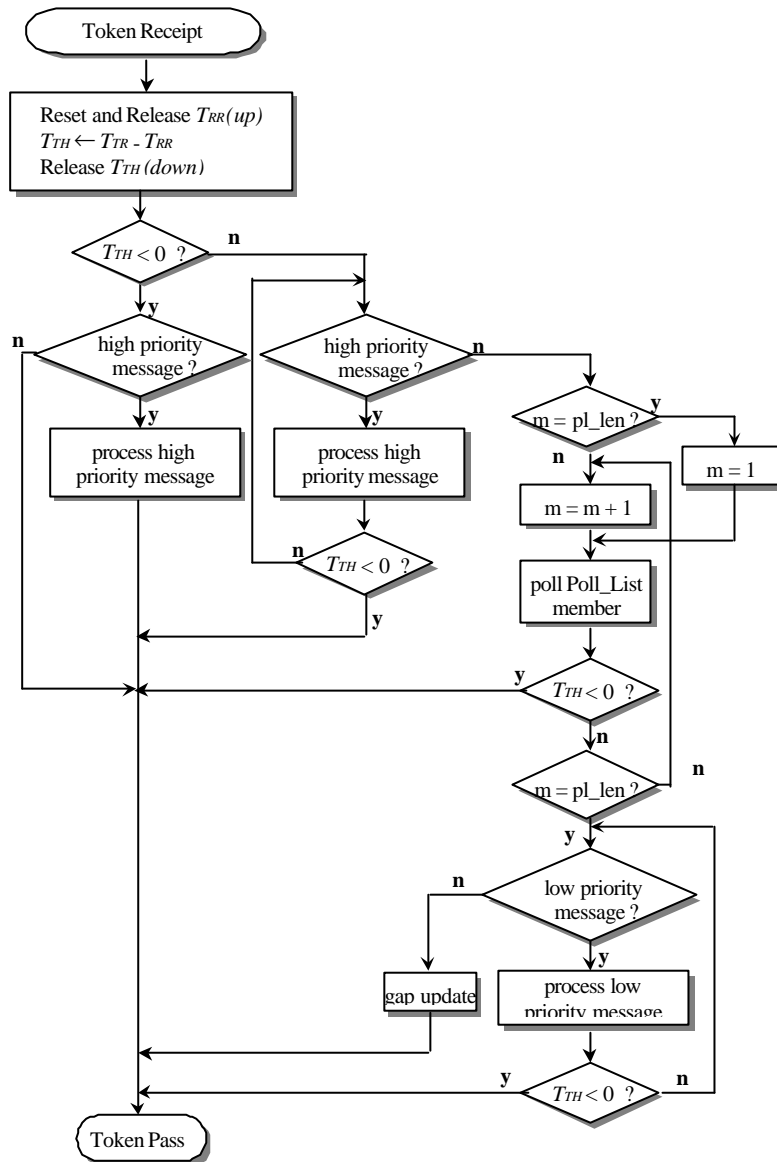 Token Receipt
Reset and Release TRR(up)
TTH ← TTR - TRR
Release TTH (down)
TTH < 0 ?
n
y
n
high priority
message ?
high priority
message ?
n
y
y
m = pl_len ?
y
process high
priority message
process high
priority message
n
m = 1
m = m + 1
n
TTH < 0 ?
poll Poll_List
member
y
y
TTH < 0 ?
n
m = pl_len ?
n
y
n
low priority
message ?
y
gap update
process low
priority message
y
TTH < 0 ?
n
Token Pass